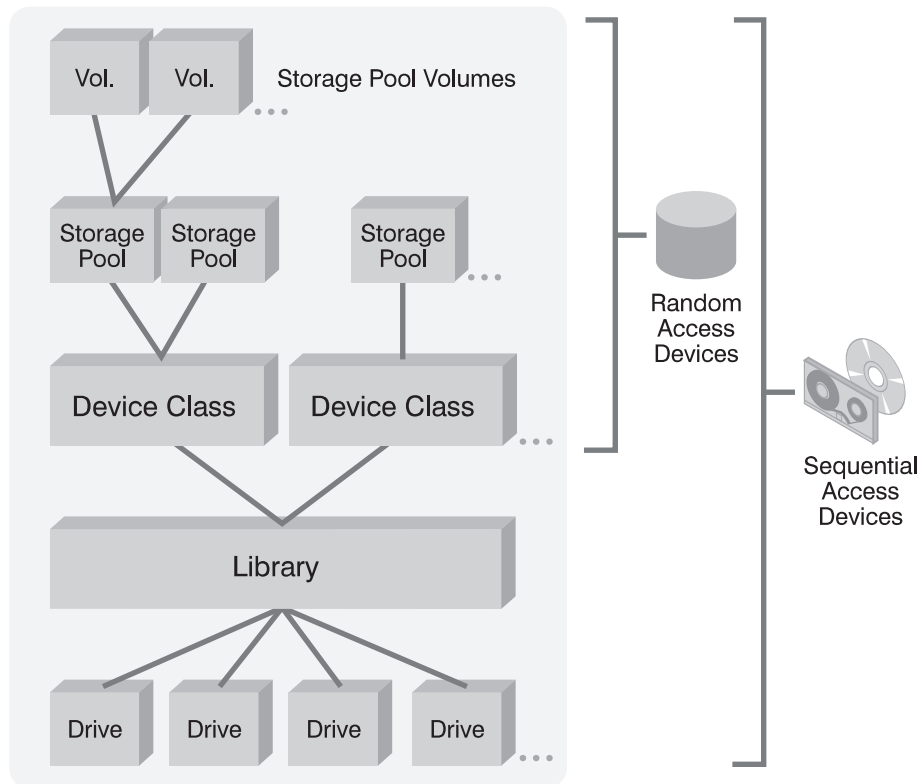 Vol.
Vol.
Storage Pool Volumes
Storage
Pool
Storage
Pool
Storage
Pool
Random
Access
Devices
Device Class
Device Class
Sequential
Access
Devices
Library
Drive
Drive
Drive
Drive